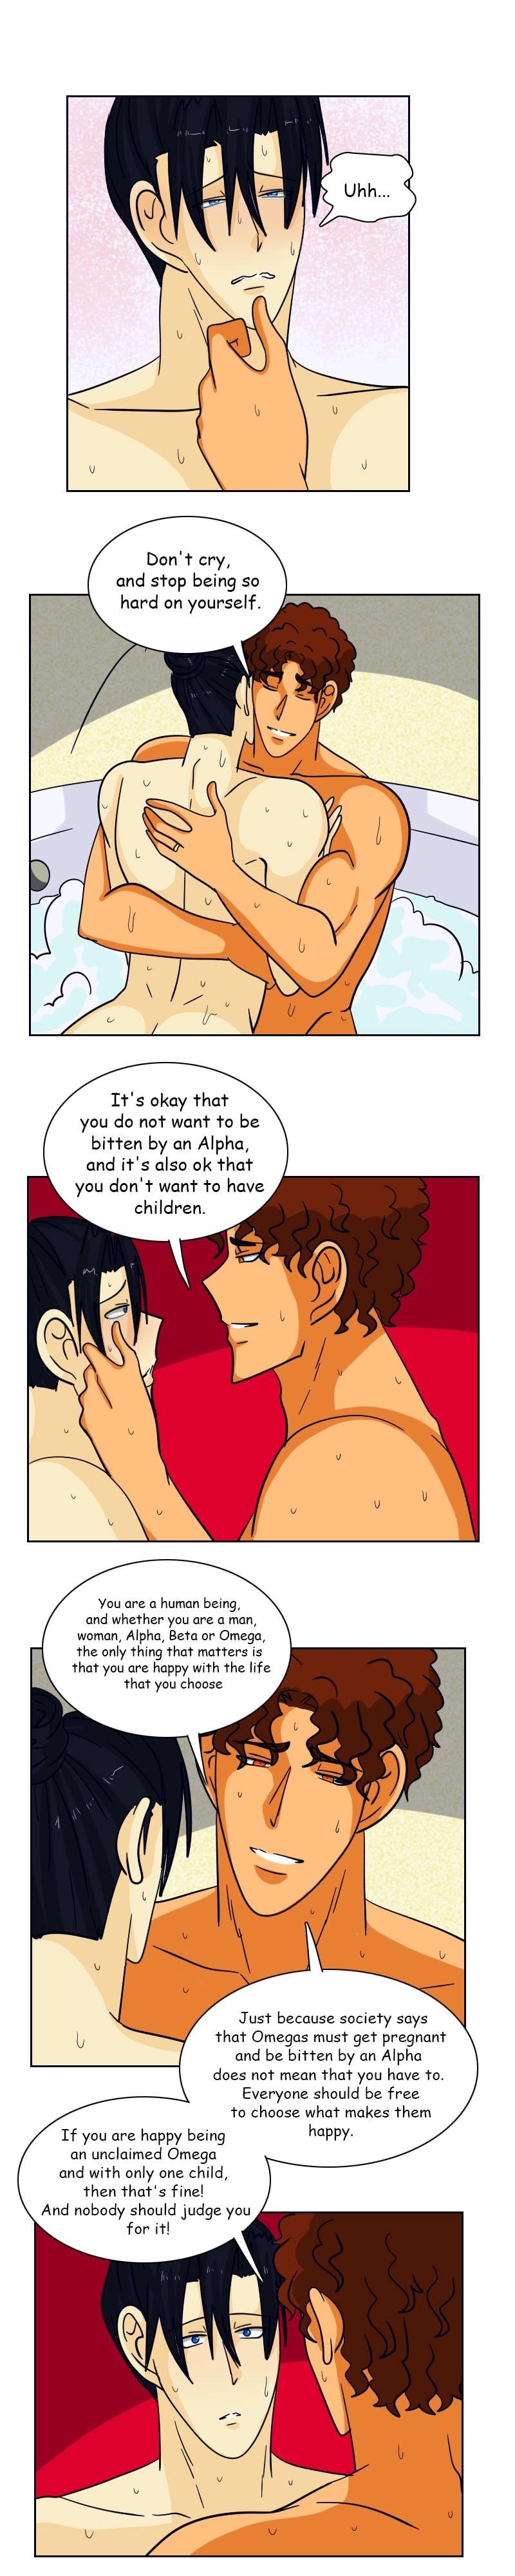 Uhh...
Don't cry,
and stop being so
hard on yourself.
It's okay that
you do not want to be
bitten by an Alpha,
and it's also ok that
you don't want to have
children.
You are a human being,
and whether you are a man,
woman, Alpha, Beta or Omega,
the only thing that matters is
that you are happy with the life
that you choose
Just because society says
that Omegas must get pregnant
and be bitten by an Alpha
does not mean that you have to.
Everyone should be free
to choose what makes them
happy.
If you are happy being
an unclaimed Omega
and with only one child,
then that's fine!
And nobody should judge you
for it!